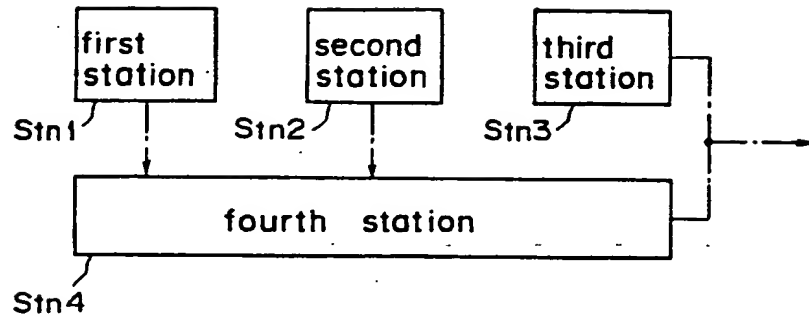 first
station
second
station
third
station
Stn1
Stn2
Stn3
fourth station
Stn4